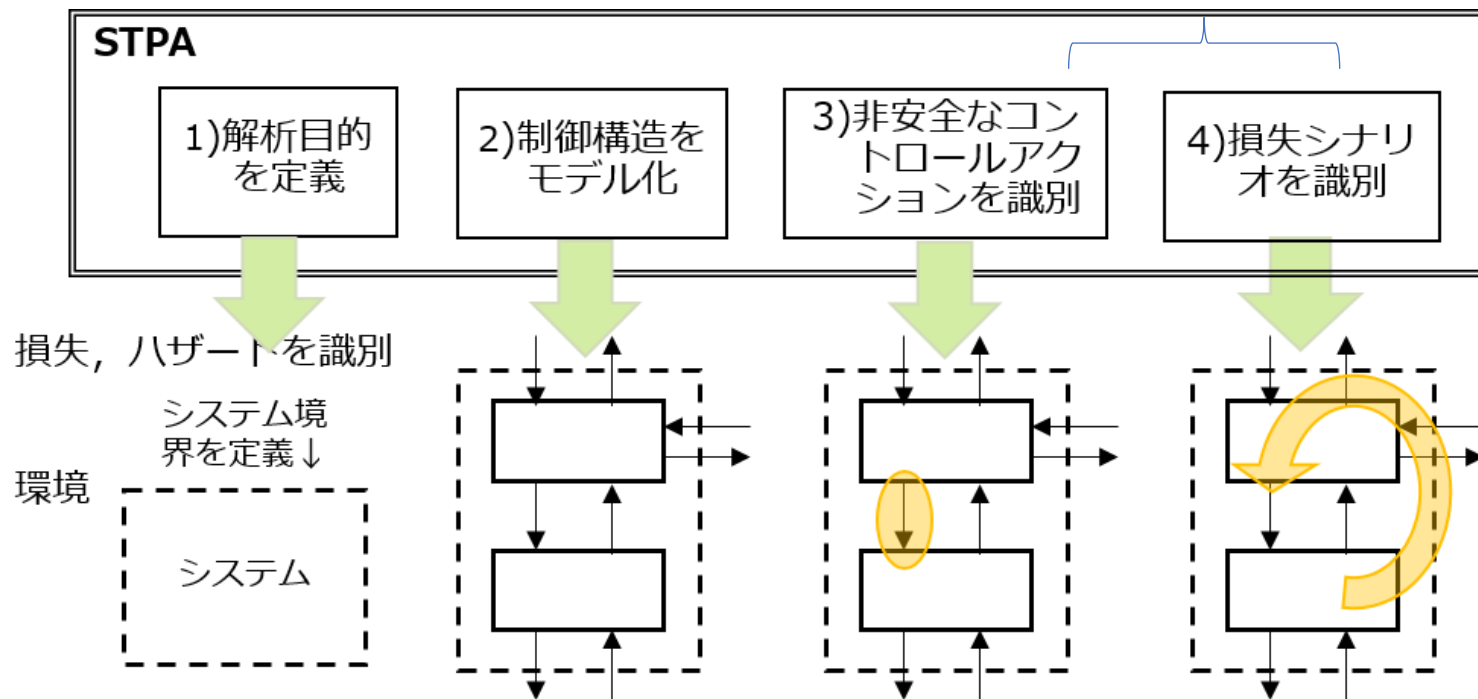 STPA
1)解析目的
を定義
2)制御構造を
モデル化
3)非安全なコン
トロールアク
ションを識別
4)損失シナリ
オを識別
損失，ハザードを識別
システム境
界を定義↓
環境
システム